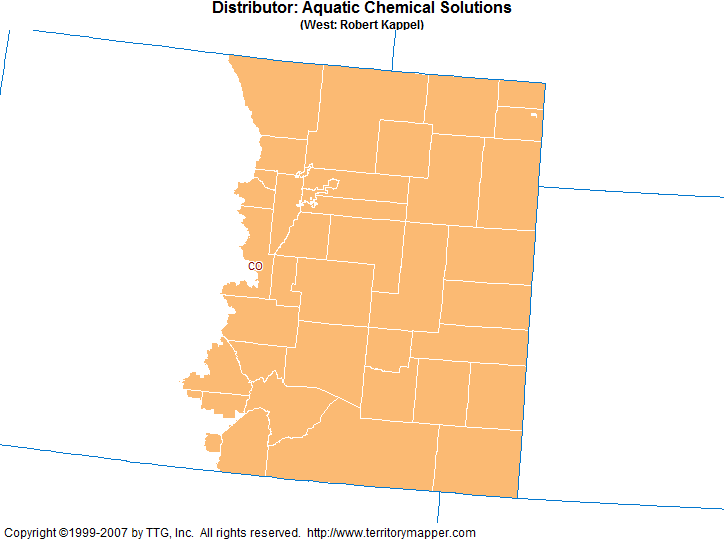 Distributor: Aquatic Chemical Solutions
(West: Robert Kappel)
CO
Copyright ©1999-2007 by TTG, Inc. All rights reserved. http://www.territorymapper.com